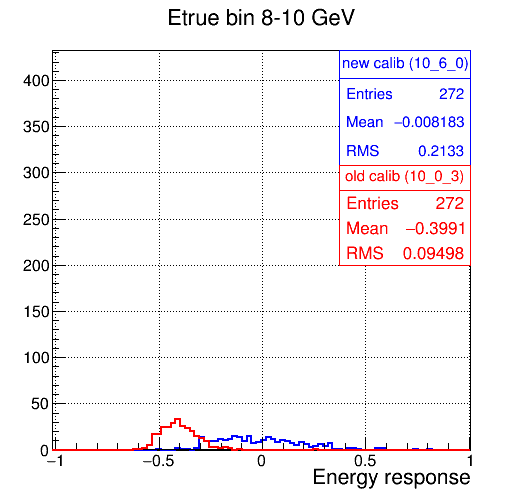 Etrue bin 8-10 GeV
new calib (10_6_0)
Entries 272
Mean −0.008183
RMS 0.2133
old calib (10_0_3)
Entries 272
Mean −0.3991
RMS 0.09498
400
350
300
250
200
150
100
50
0
−1 −0.5 0 0.5 1
Energy response